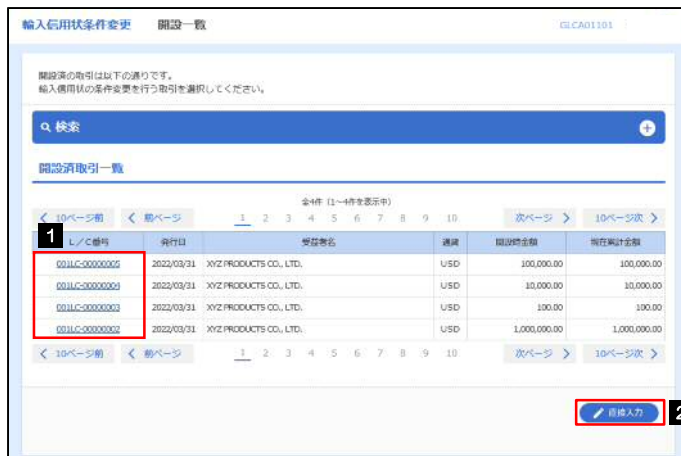 輸入信用状条件変更 開設一覧 GLCA01101
開設済の取引は以下の通りです。
輸入信用状の条件変更を行う取引を選択してください。
検索
開設済取引一覧
全4件 (1~4件を表示中)
10ページ前 前ページ 1 2 3 4 5 6 7 8 9 10 次ページ 10ページ次
1
L/C番号 発行日 受益者名 通貨 開設時金額 現在累計金額
001LC-00000005 2022/03/31 XYZ PRODUCTS CO., LTD. USD 100,000.00 100,000.00
001LC-00000004 2022/03/31 XYZ PRODUCTS CO., LTD. USD 10,000.00 10,000.00
001LC-00000003 2022/03/31 XYZ PRODUCTS CO., LTD. USD 100.00 100.00
001LC-00000002 2022/03/31 XYZ PRODUCTS CO., LTD. USD 1,000,000.00 1,000,000.00
10ページ前 前ページ 1 2 3 4 5 6 7 8 9 10 次ページ 10ページ次
直接入力 2